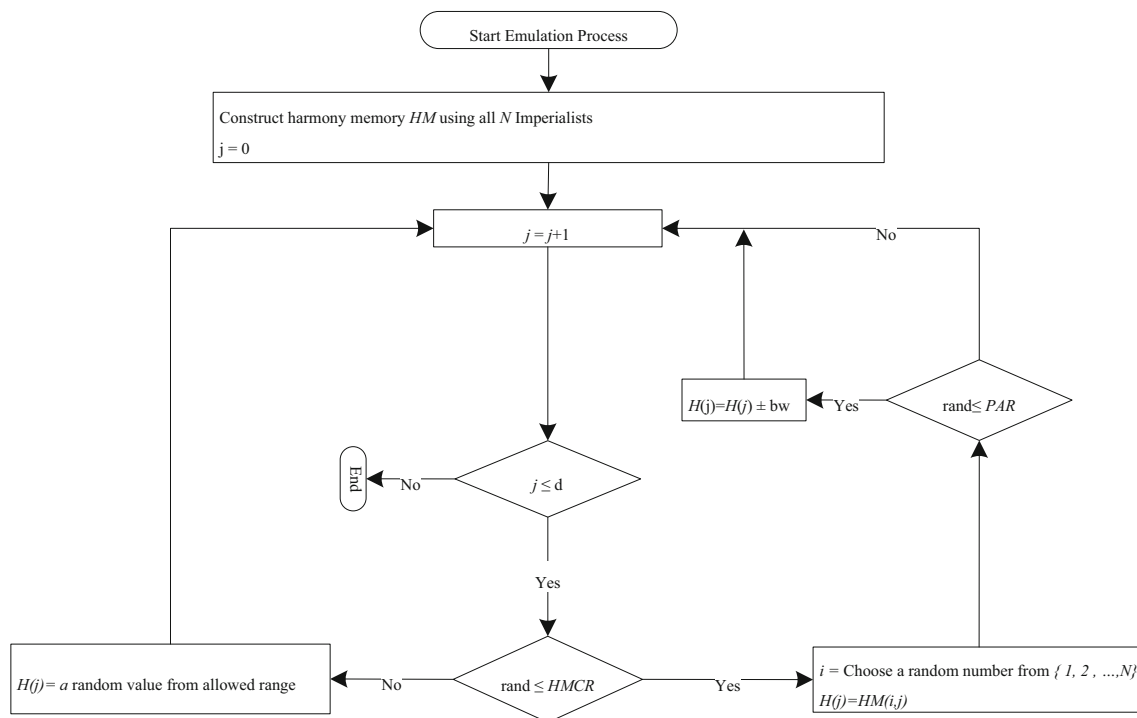 Start Emulation Process
Construct harmony memory HM using all N Imperialists
j = 0
j = j+1
No
H(j)=H(j) ± bw
Yes
rand≤ PAR
End
No
j ≤ d
Yes
H(j)= a random value from allowed range
No
rand ≤ HMCR
Yes
i = Choose a random number from { 1, 2 , ...,N}
H(j)=HM(i,j)